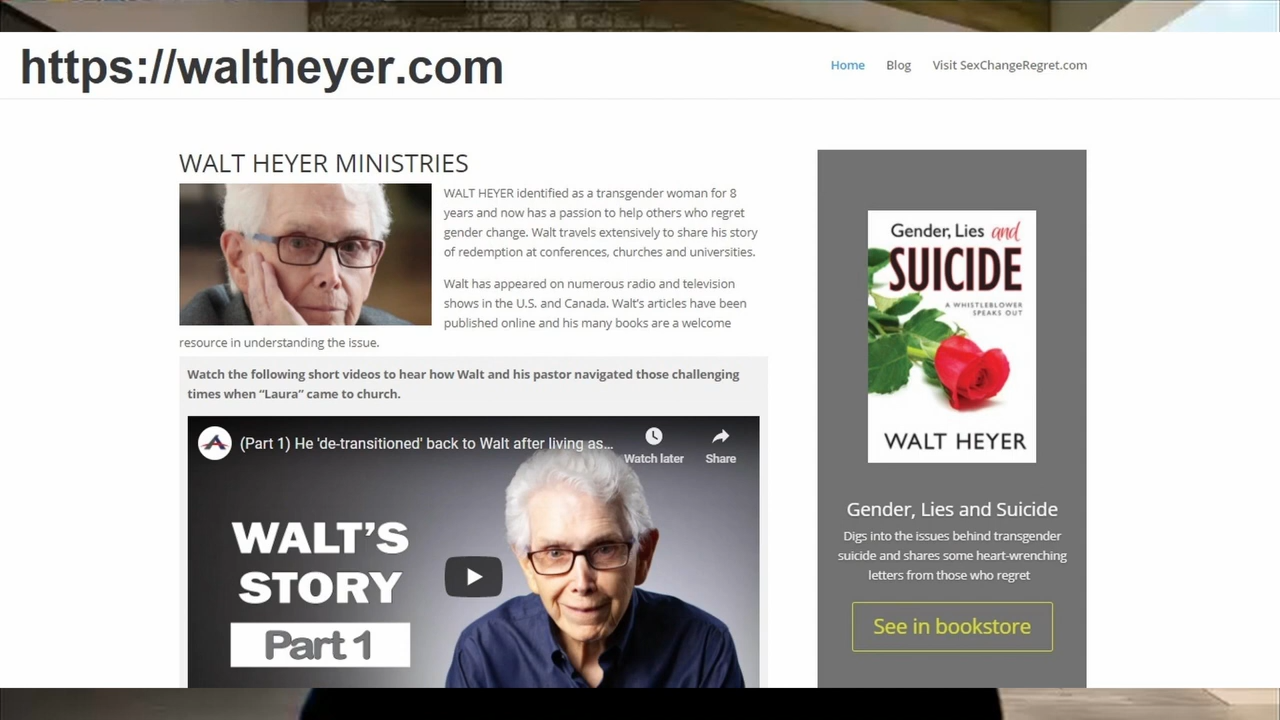 https://waltheyer.com
Home Blog Visit SexChangeRegret.com
WALT HEYER MINISTRIES
WALT HEYER identified as a transgender woman for 8
years and now has a passion to help others who regret
gender change. Walt travels extensively to share his story
of redemption at conferences, churches and universities.
Walt has appeared on numerous radio and television
shows in the U.S. and Canada. Walt’s articles have been
published online and his many books are a welcome
resource in understanding the issue.
Watch the following short videos to hear how Walt and his pastor navigated those challenging
times when “Laura” came to church.
(Part 1) He 'de-transitioned' back to Walt after living as...
Watch later Share
WALT’S
STORY
Part 1
Gender, Lies and
SUICIDE
A WHISTLEBLOWER
SPEAKS OUT
WALT HEYER
Gender, Lies and Suicide
Digs into the issues behind transgender
suicide and shares some heart-wrenching
letters from those who regret
See in bookstore